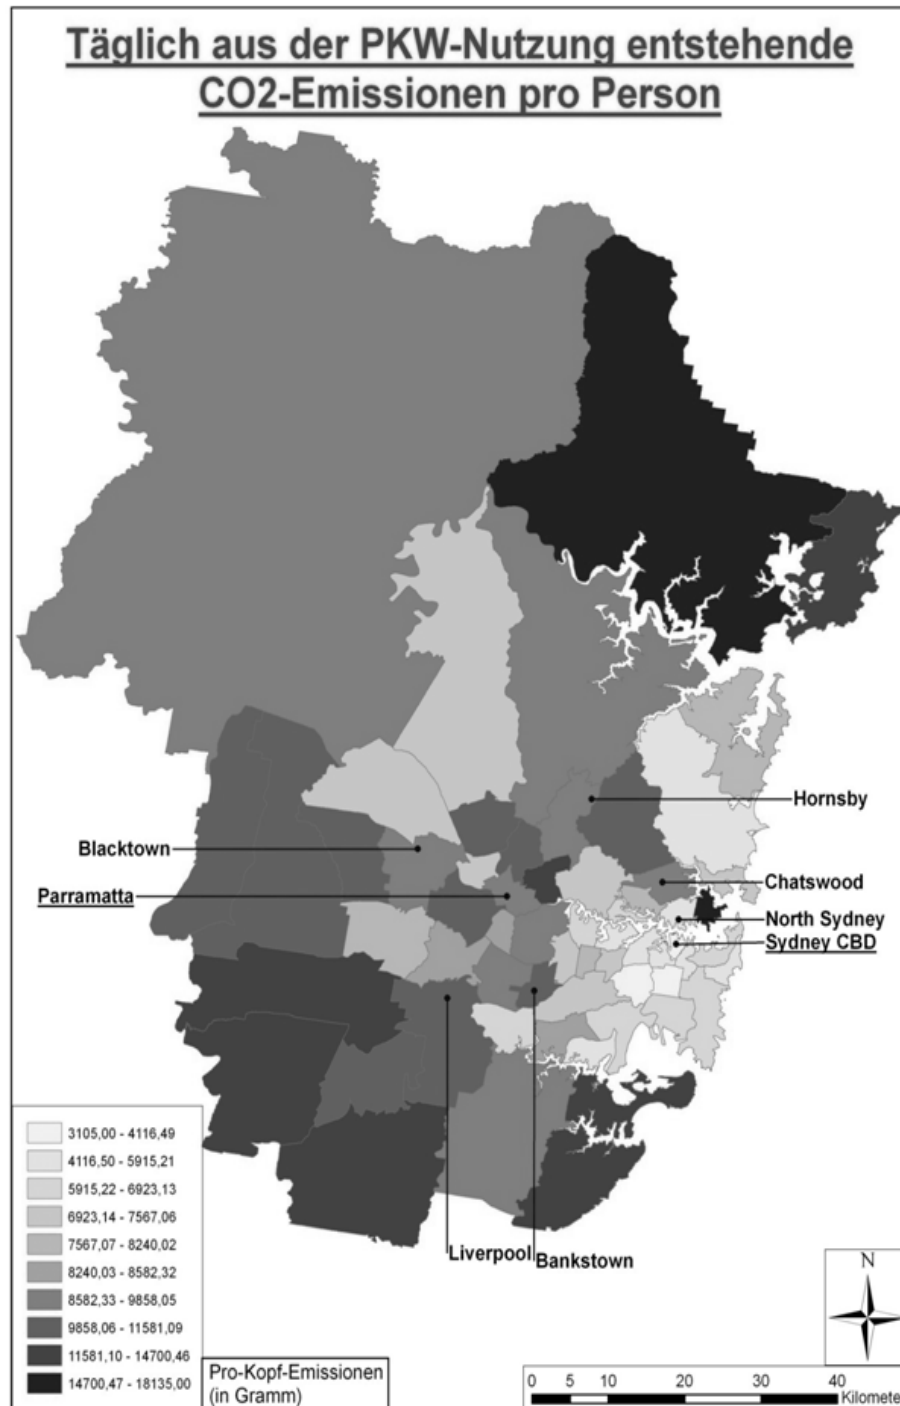 Täglich aus der PKW-Nutzung entstehende
CO2-Emissionen pro Person
Hornsby
Blacktown
Chatswood
Parramatta
North Sydney
Sydney CBD
Liverpool
Bankstown
3105,00 - 4116,49
4116,50 - 5915,21
5915,22 - 6923,13
6923,14 - 7567,06
7567,07 - 8240,02
8240,03 - 8582,32
8582,33 - 9858,05
9858,06 - 11581,09
11581,10 - 14700,46
14700,47 - 18135,00
Pro-Kopf-Emissionen
(in Gramm)
N
0 5 10 20 30 40
Kilomete